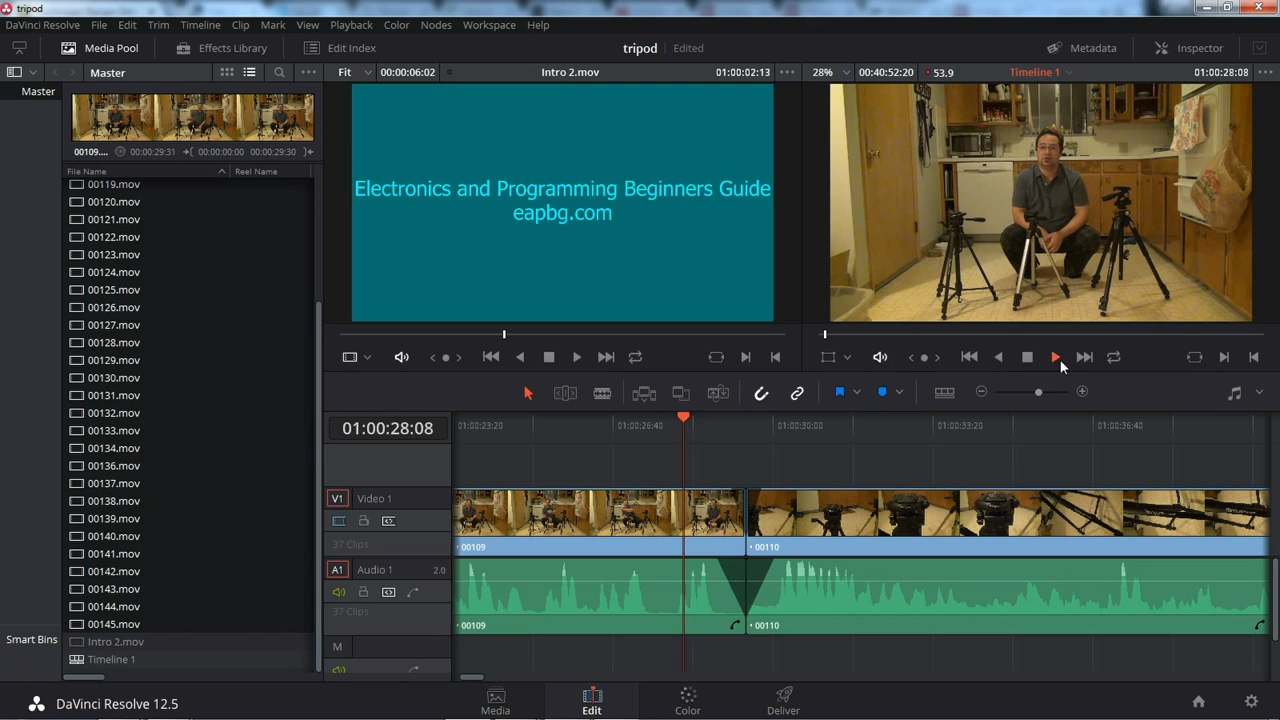 tripod
DaVinci Resolve File Edit Trim Timeline Clip Mark View Playback Color Nodes Workspace Help
Media Pool Effects Library Edit Index tripod Edited Metadata Inspector
Master Fit 00:00:06:02 Intro 2.mov 01:00:02:13 28% 00:40:52:20 53.9 Timeline 1 01:00:28:08
Master
00109.... 00:00:29:31 00:00:00:00 00:00:29:30
File Name Reel Name
00119.mov
00120.mov
00121.mov
00122.mov
00123.mov
00124.mov
00125.mov
00126.mov
00127.mov
00128.mov
00129.mov
00130.mov
00131.mov
00132.mov
00133.mov
00134.mov
00136.mov
00137.mov
00138.mov
00139.mov
00140.mov
00141.mov
00142.mov
00143.mov
00144.mov
00145.mov
Smart Bins
Intro 2.mov
Timeline 1
Electronics and Programming Beginners Guide
eapbg.com
01:00:28:08
01:00:23:20 01:00:26:40 01:00:30:00 01:00:33:20 01:00:36:40
V1 Video 1
37 Clips
00109 00110
A1 Audio 1 2.0
37 Clips
00109 00110
M
DaVinci Resolve 12.5
Media Edit Color Deliver